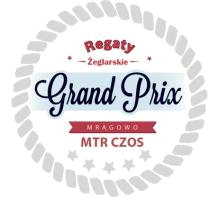 Regaty
Żeglarskie
Grand Prix
MRĄGOWO
MTR CZOS